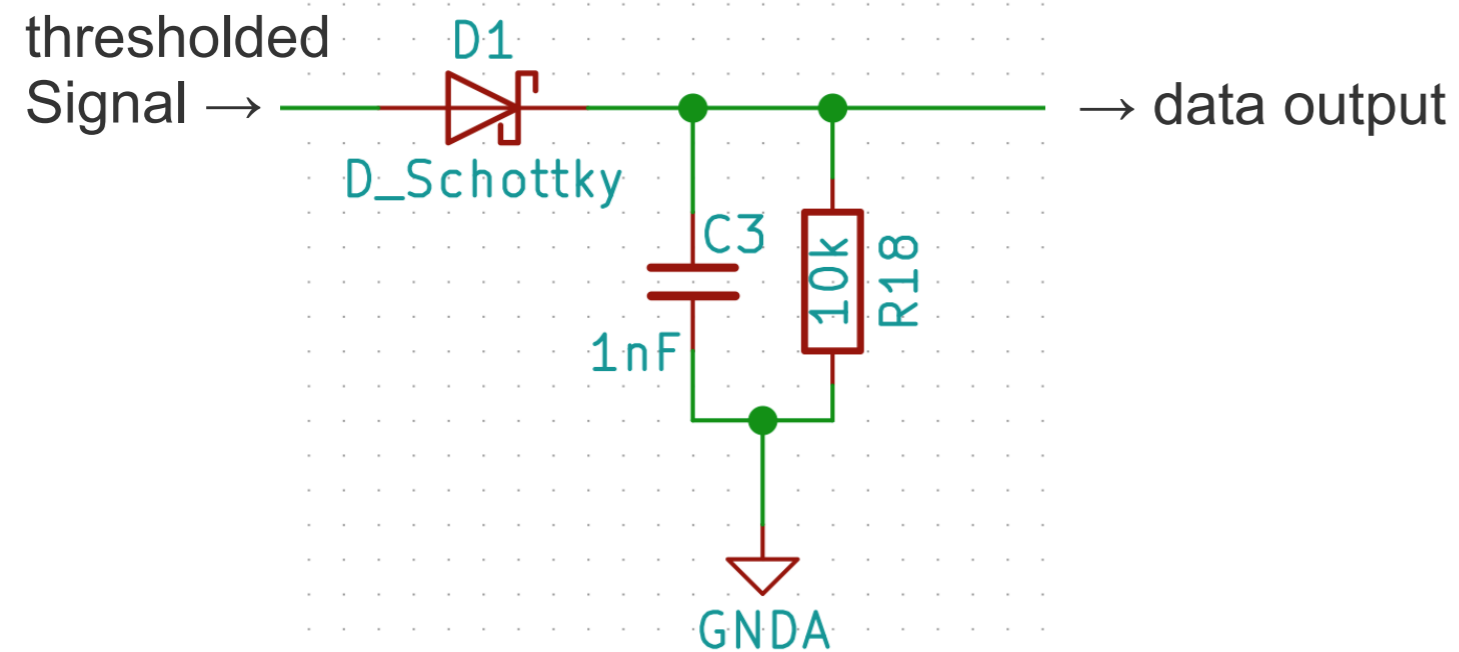 thresholded
Signal → 
D1
D_Schottky
→ data output
C3
1nF
10k
R18
GNDA